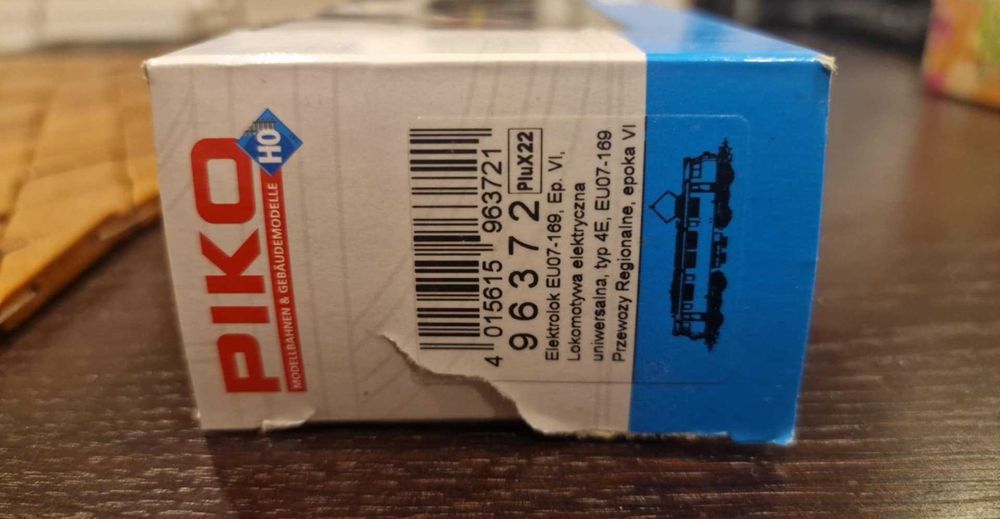 PIKO
H0
MODELLBAHNEN & GEBÄUDEMODELLE
4 015615 963721
96372
PluX22
Elektrolok EU07-169, Ep. VI,
Lokomotywa elektryczna
uniwersalna, typ 4E, EU07-169
Przewozy Regionalne, epoka VI